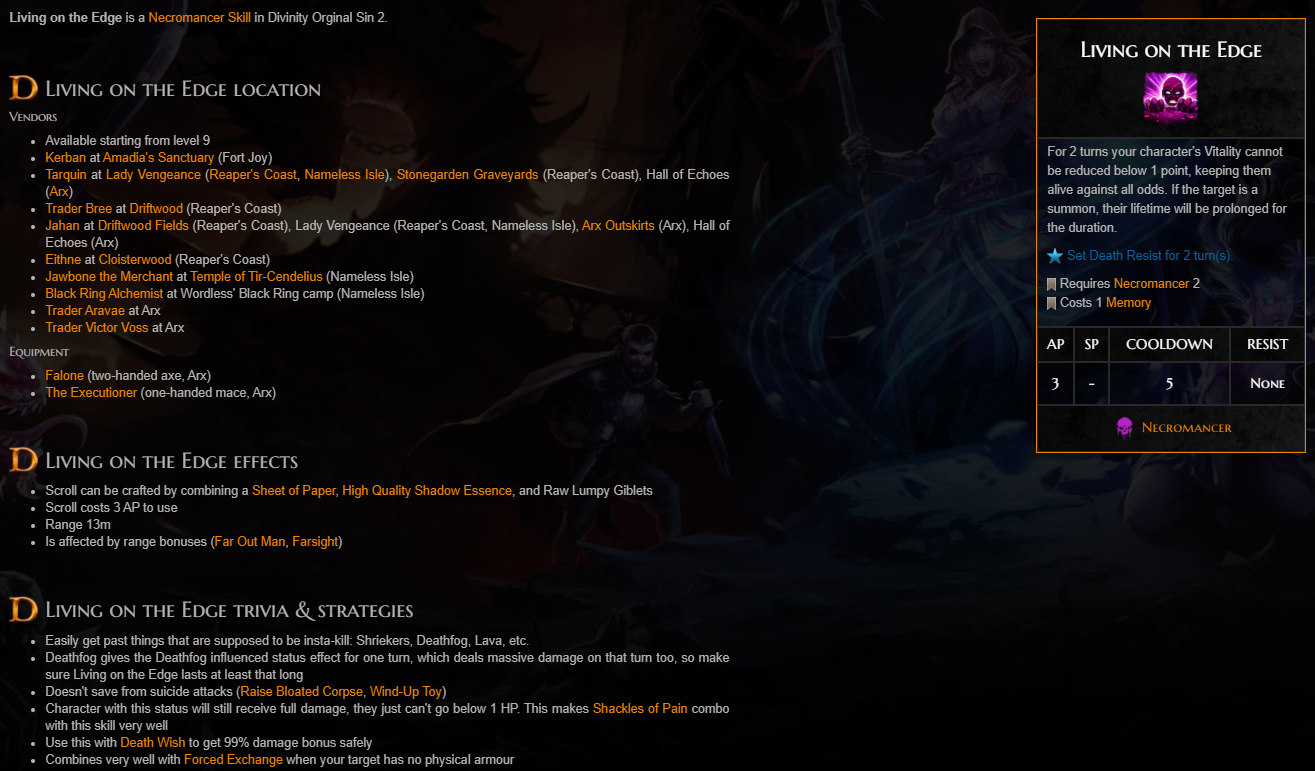 Living on the Edge is a Necromancer Skill in Divinity Orginal Sin 2.
Living on the Edge location
Vendors
Available starting from level 9
Kerban at Amadia's Sanctuary (Fort Joy)
Tarquin at Lady Vengeance (Reaper's Coast, Nameless Isle), Stonegarden Graveyards (Reaper's Coast), Hall of Echoes
(Arx)
Trader Bree at Driftwood (Reaper's Coast)
Jahan at Driftwood Fields (Reaper's Coast), Lady Vengeance (Reaper's Coast, Nameless Isle), Arx Outskirts (Arx), Hall of
Echoes (Arx)
Eithne at Cloisterwood (Reaper's Coast)
Jawbone the Merchant at Temple of Tir-Cendelius (Nameless Isle)
Black Ring Alchemist at Wordless' Black Ring camp (Nameless Isle)
Trader Aravae at Arx
Trader Victor Voss at Arx
Equipment
Falone (two-handed axe, Arx)
The Executioner (one-handed mace, Arx)
Living on the Edge effects
Scroll can be crafted by combining a Sheet of Paper, High Quality Shadow Essence, and Raw Lumpy Giblets
Scroll costs 3 AP to use
Range 13m
Is affected by range bonuses (Far Out Man, Farsight)
Living on the Edge trivia & strategies
Easily get past things that are supposed to be insta-kill: Shriekers, Deathfog, Lava, etc.
Deathfog gives the Deathfog influenced status effect for one turn, which deals massive damage on that turn too, so make
sure Living on the Edge lasts at least that long
Doesn't save from suicide attacks (Raise Bloated Corpse, Wind-Up Toy)
Character with this status will still receive full damage, they just can't go below 1 HP. This makes Shackles of Pain combo
with this skill very well
Use this with Death Wish to get 99% damage bonus safely
Combines very well with Forced Exchange when your target has no physical armour
Living on the Edge
For 2 turns your character's Vitality cannot
be reduced below 1 point, keeping them
alive against all odds. If the target is a
summon, their lifetime will be prolonged for
the duration.
Set Death Resist for 2 turn(s).
Requires Necromancer 2
Costs 1 Memory
AP SP COOLDOWN RESIST
3 - 5 None
Necromancer